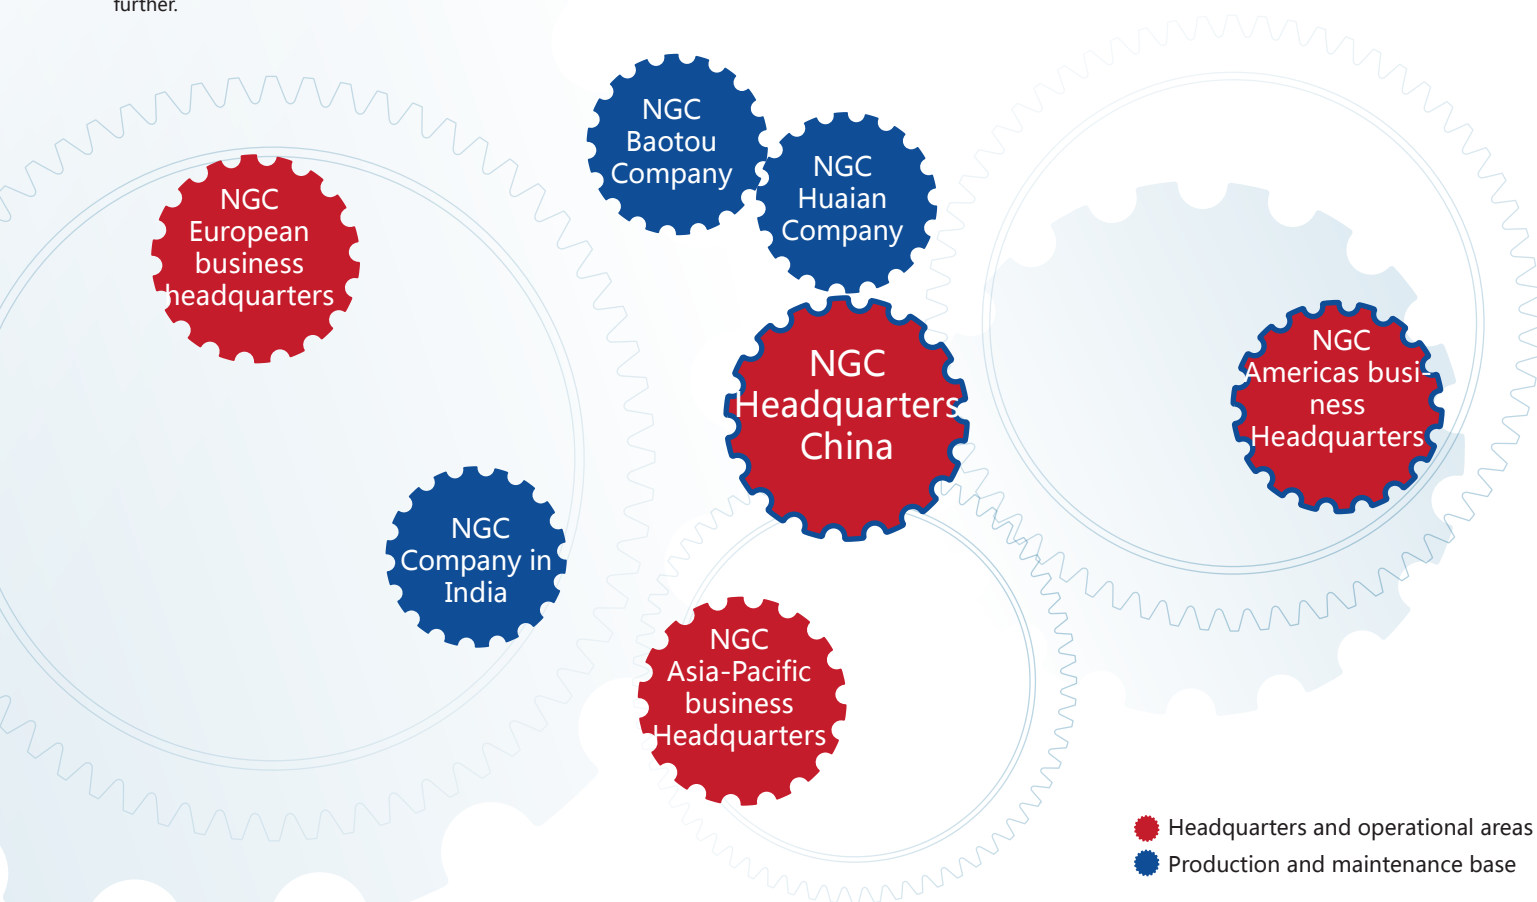 further.
NGC
Baotou
Company
NGC
Huaian
Company
NGC
European
business
headquarters
NGC
Headquarters
China
NGC
Americas busi-
ness
Headquarters
NGC
Company in
India
NGC
Asia-Pacific
business
Headquarters
Headquarters and operational areas
Production and maintenance base